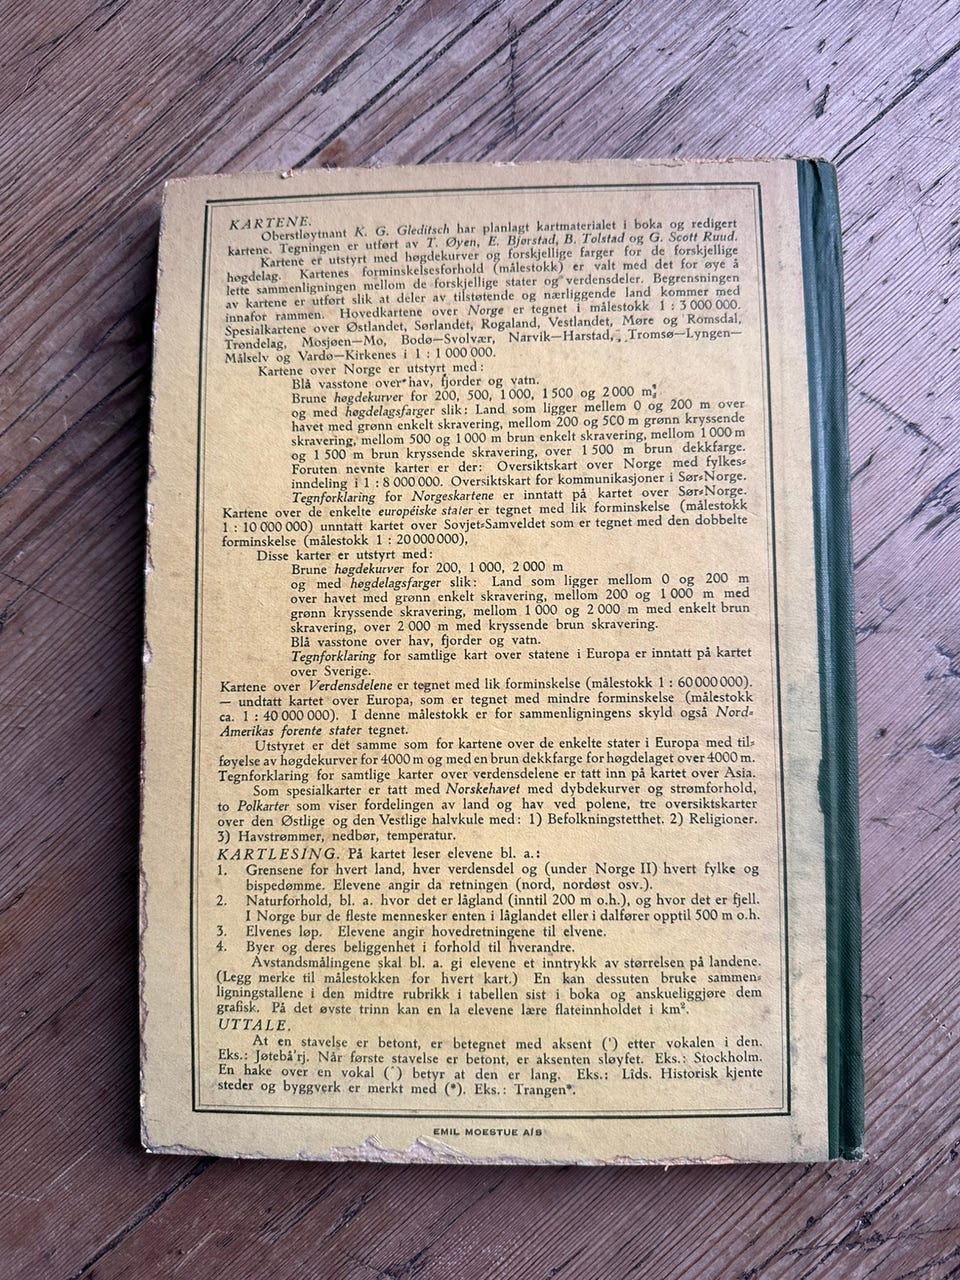 KARTENE.
Oberstløytnant K. G. Gleditsch har planlagt kartmaterialet i boka og redigert
kartene. Tegningen er utført av T. Øyen, E. Bjørstad, B. Tolstad og G. Scott Ruud.
Kartene er utstyrt med høgdekurver og forskjellige farger for de forskjellige
høgdelag. Kartenes forminskelsesforhold (målestokk) er valt med det for øye å
lette sammenligningen mellom de forskjellige stater og verdensdeler. Begrensningen
av kartene er utført slik at deler av tilstøtende og nærliggende land kommer med
innafor rammen. Hovedkartene over Norge er tegnet i målestokk 1 : 3 000 000.
Spesialkartene over Østlandet, Sørlandet, Rogaland, Vestlandet, Møre og Romsdal,
Trøndelag, Mosjøen—Mo, Bodø—Svolvær, Narvik—Harstad, Tromsø—Lyngen—
Målselv og Vardø—Kirkenes i 1 : 1 000 000.
Kartene over Norge er utstyrt med:
Blå vasstone over hav, fjorder og vatn.
Brune høgdekurver for 200, 500, 1 000, 1 500 og 2 000 m,
og med høgdelagsfarger slik: Land som ligger mellem 0 og 200 m over
havet med grønn enkelt skravering, mellom 200 og 500 m grønn kryssende
skravering, mellom 500 og 1 000 m brun enkelt skravering, mellom 1 000 m
og 1 500 m brun kryssende skravering, over 1 500 m brun dekkfarge.
Foruten nevnte karter er der: Oversiktskart over Norge med fylkes-
inndeling i 1 : 8 000 000. Oversiktskart for kommunikasjoner i Sør-Norge.
Tegnforklaring for Norgeskartene er inntatt på kartet over Sør-Norge.
Kartene over de enkelte européiske stater er tegnet med lik forminskelse (målestokk
1 : 10 000 000) unntatt kartet over Sovjet-Samveldet som er tegnet med den dobbelte
forminskelse (målestokk 1 : 20 000 000),
Disse karter er utstyrt med:
Brune høgdekurver for 200, 1 000, 2 000 m
og med høgdelagsfarger slik: Land som ligger mellom 0 og 200 m
over havet med grønn enkelt skravering, mellom 200 og 1 000 m med
grønn kryssende skravering, mellom 1 000 og 2 000 m med enkelt brun
skravering, over 2 000 m med kryssende brun skravering.
Blå vasstone over hav, fjorder og vatn.
Tegnforklaring for samtlige kart over statene i Europa er inntatt på kartet
over Sverige.
Kartene over Verdensdelene er tegnet med lik forminskelse (målestokk 1 : 60 000 000).
— undtatt kartet over Europa, som er tegnet med mindre forminskelse (målestokk
ca. 1 : 40 000 000). I denne målestokk er for sammenligningens skyld også Nord-
Amerikas forente stater tegnet.
Utstyret er det samme som for kartene over de enkelte stater i Europa med til-
føyelse av høgdekurver for 4000 m og med en brun dekkfarge for høgdelaget over 4000 m.
Tegnforklaring for samtlige karter over verdensdelene er tatt inn på kartet over Asia.
Som spesialkarter er tatt med Norskehavet med dybdekurver og strømforhold,
to Polkarter som viser fordelingen av land og hav ved polene, tre oversiktskarter
over den Østlige og den Vestlige halvkule med: 1) Befolkningstetthet. 2) Religioner.
3) Havstrømmer, nedbør, temperatur.
KARTLESING. På kartet leser elevene bl. a.:
1. Grensene for hvert land, hver verdensdel og (under Norge II) hvert fylke og
bispedømme. Elevene angir da retningen (nord, nordøst osv.).
2. Naturforhold, bl. a. hvor det er lågland (inntil 200 m o.h.), og hvor det er fjell.
I Norge bur de fleste mennesker enten i låglandet eller i dalfører opptil 500 m o.h.
3. Elvenes løp. Elevene angir hovedretningene til elvene.
4. Byer og deres beliggenhet i forhold til hverandre.
Avstandsmålingene skal bl. a. gi elevene et inntrykk av størrelsen på landene.
(Legg merke til målestokken for hvert kart.) En kan dessuten bruke sammen-
ligningstallene i den midtre rubrikk i tabellen sist i boka og anskueliggjøre dem
grafisk. På det øvste trinn kan en la elevene lære flateinnholdet i km².
UTTALE.
At en stavelse er betont, er betegnet med aksent (') etter vokalen i den.
Eks.: Jøtebå'rj. Når første stavelse er betont, er aksenten sløyfet. Eks.: Stockholm.
En hake over en vokal (ˆ) betyr at den er lang. Eks.: Lîds. Historisk kjente
steder og byggverk er merkt med (*). Eks.: Trangen*.
EMIL MOESTUE A/S